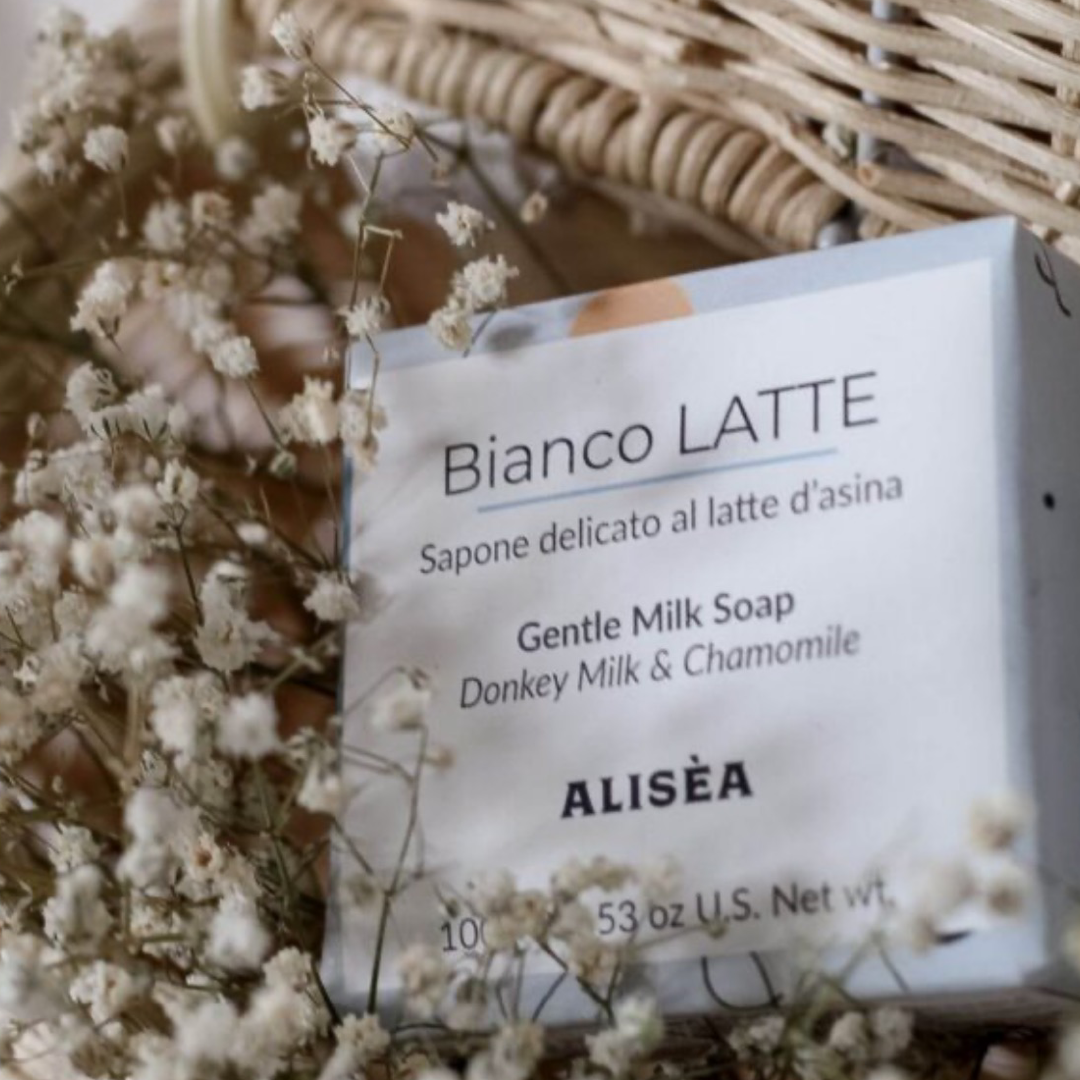 Bianco LATTE
Sapone delicato al latte d'asina
Gentle Milk Soap
Donkey Milk & Chamomile
ALISÈA
53 oz U.S. Net wt.